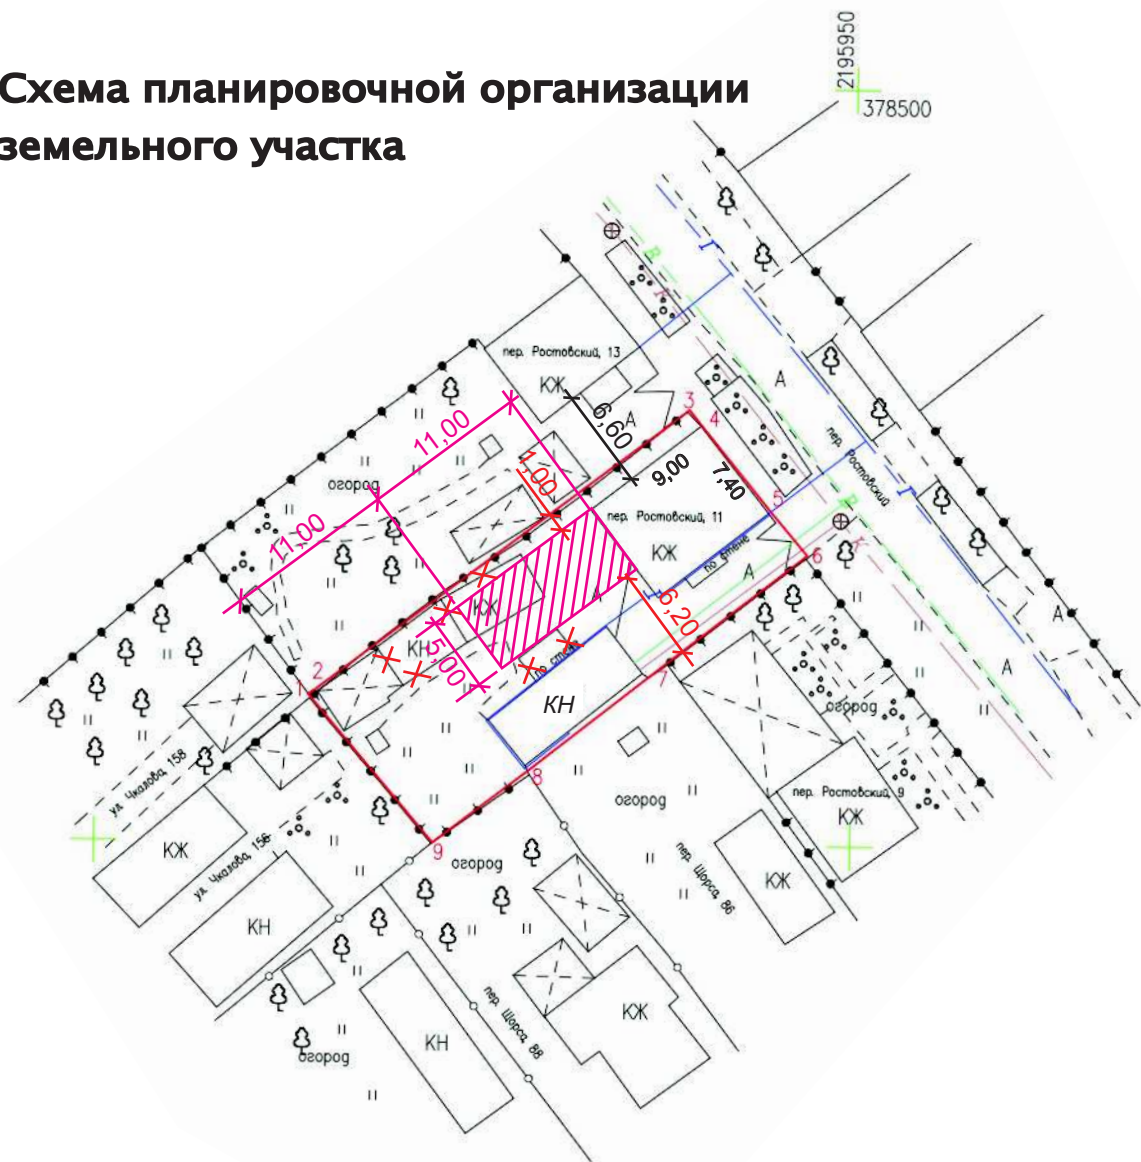 2195950
378500
Схема планировочной организации
земельного участка
В
Г
К
пер. Ростовский, 13
КЖ
А
6,60
3
4
А
11,00
9,00
7,40
1,00
огород
пер. Ростовский
пер. Ростовский, 11
КЖ
5
В
Г
К
11,00
по стене
6
А
КЖ
А
6,20
А
КН
5,00
по стене
2
1
7
КН
А
огород
ул. Чкалова, 158
8
огород
пер. Ростовский, 9
КЖ
КЖ
ул. Чкалова, 156
9
огород
пер. Щорса, 86
КЖ
КН
пер. Щорса, 88
КЖ
КН
огород